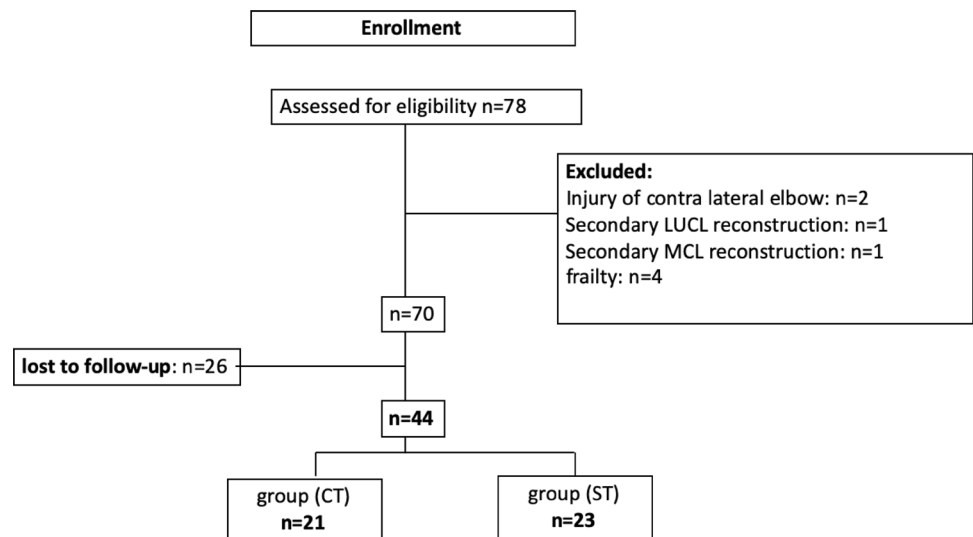 Enrollment
Assessed for eligibility n=78
Excluded:
Injury of contra lateral elbow: n=2
Secondary LUCL reconstruction: n=1
Secondary MCL reconstruction: n=1
frailty: n=4
n=70
lost to follow-up: n=26
n=44
group (CT)
n=21
group (ST)
n=23